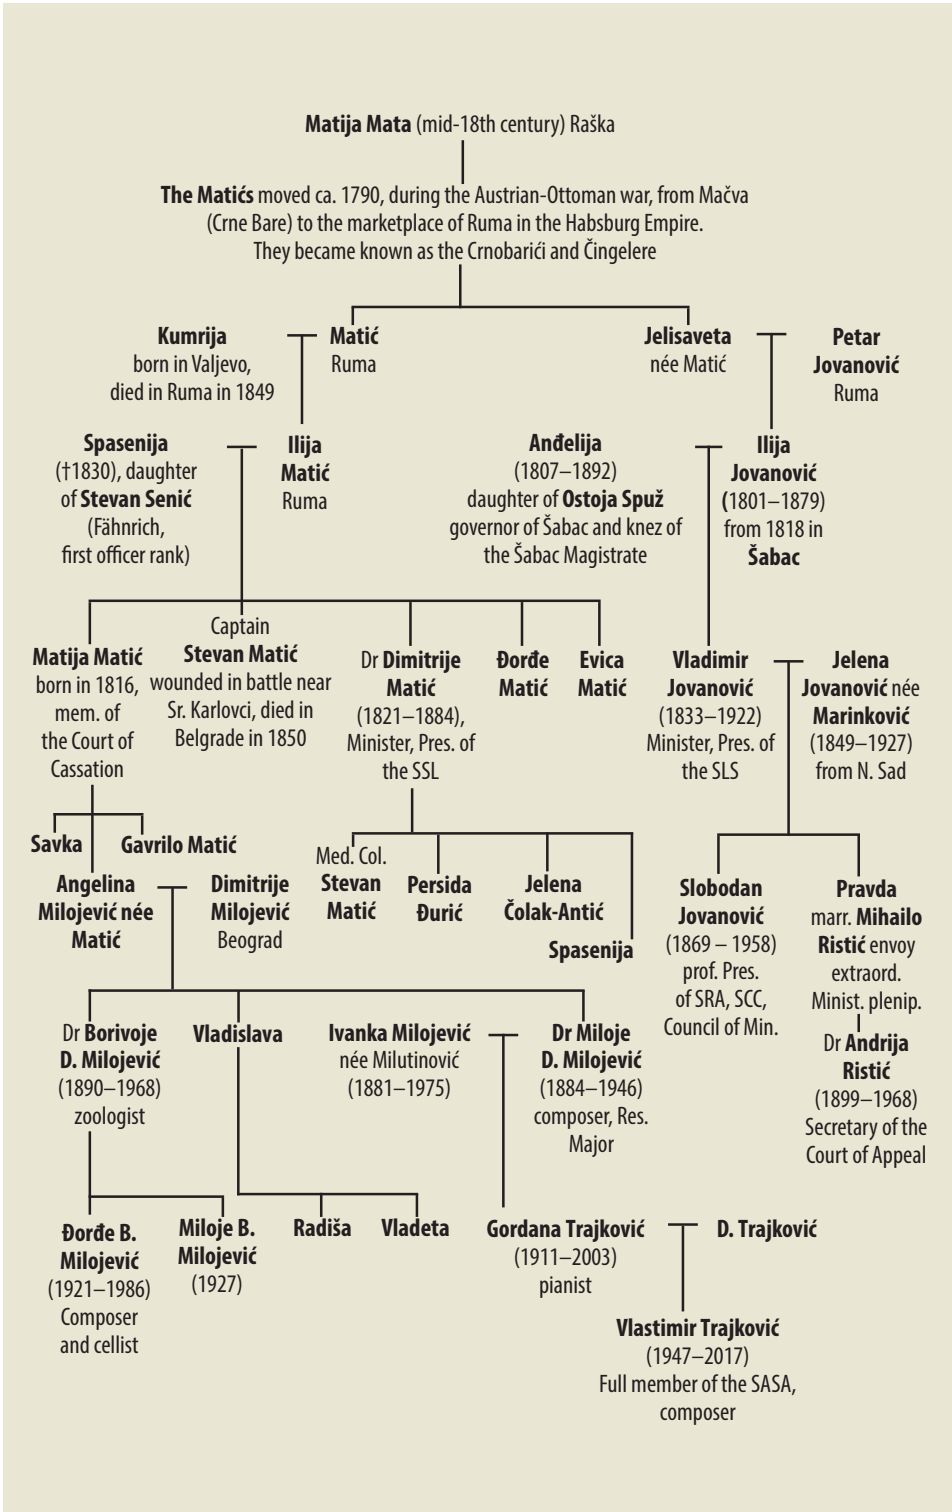 Matija Mata (mid-18th century) Raška
The Matićs moved ca. 1790, during the Austrian-Ottoman war, from Mačva
(Crne Bare) to the marketplace of Ruma in the Habsburg Empire.
They became known as the Crnobarići and Čingelere
Kumrija
born in Valjevo,
died in Ruma in 1849
Matić
Ruma
Jelisaveta
née Matić
Petar
Jovanović
Ruma
Spasenija
(†1830), daughter
of Stevan Senić
(Fähnrich,
first officer rank)
Ilija
Matić
Ruma
Anđelija
(1807–1892)
daughter of Ostoja Spuž
governor of Šabac and knez of
the Šabac Magistrate
Ilija
Jovanović
(1801–1879)
from 1818 in
Šabac
Matija Matić
born in 1816,
mem. of
the Court of
Cassation
Captain
Stevan Matić
wounded in battle near
Sr. Karlovci, died in
Belgrade in 1850
Dr Dimitrije
Matić
(1821–1884),
Minister, Pres. of
the SSL
Đorđe
Matić
Evica
Matić
Vladimir
Jovanović
(1833–1922)
Minister, Pres. of
the SLS
Jelena
Jovanović née
Marinković
(1849–1927)
from N. Sad
Savka
Gavrilo Matić
Angelina
Milojević née
Matić
Dimitrije
Milojević
Beograd
Med. Col.
Stevan
Matić
Persida
Đurić
Jelena
Čolak-Antić
Spasenija
Slobodan
Jovanović
(1869 – 1958)
prof. Pres.
of SRA, SCC,
Council of Min.
Pravda
marr. Mihailo
Ristić envoy
extraord.
Minist. plenip.
Dr Andrija
Ristić
(1899–1968)
Secretary of the
Court of Appeal
Dr Borivoje
D. Milojević
(1890–1968)
zoologist
Vladislava
Ivanka Milojević
née Milutinović
(1881–1975)
Dr Miloje
D. Milojević
(1884–1946)
composer, Res.
Major
Đorđe B.
Milojević
(1921–1986)
Composer
and cellist
Miloje B.
Milojević
(1927)
Radiša
Vladeta
Gordana Trajković
(1911–2003)
pianist
D. Trajković
Vlastimir Trajković
(1947–2017)
Full member of the SASA,
composer